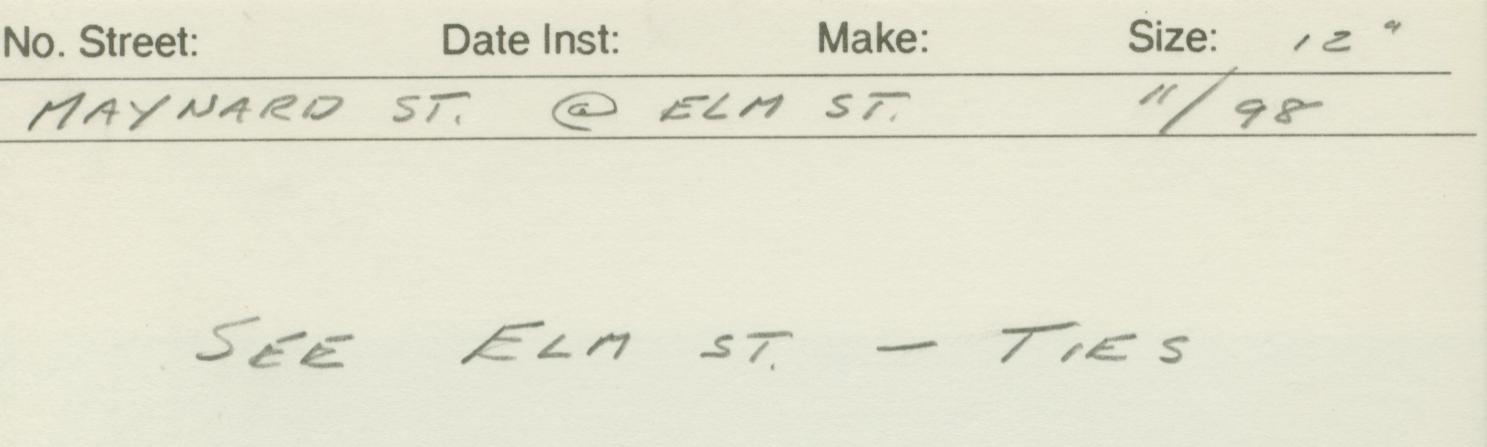 No. Street: Date Inst: Make: Size: 12"
MAYNARD ST. @ ELM ST. 11/98
SEE ELM ST. - TIES